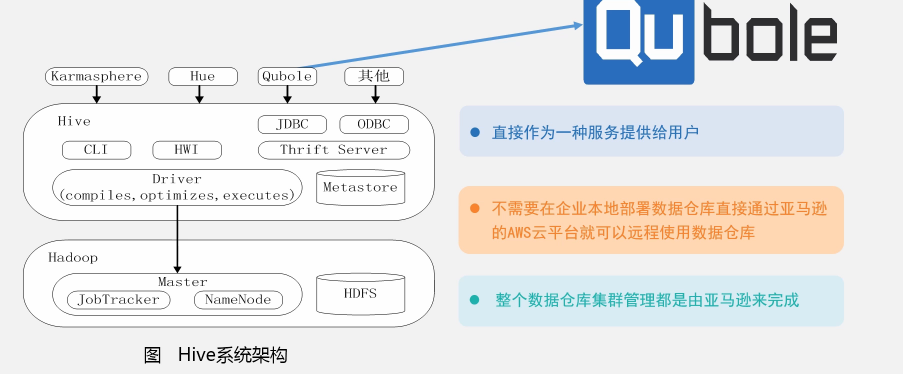 Qubole
Karmasphere
Hue
Qubole
其他
Hive
JDBC
ODBC
CLI
HWI
Thrift Server
Driver
(compiles,optimizes,executes)
Metastore
Hadoop
Master
JobTracker
NameNode
HDFS
图 Hive系统架构
直接作为一种服务提供给用户
不需要在企业本地部署数据仓库直接通过亚马逊
的AWS云平台就可以远程使用数据仓库
整个数据仓库集群管理都是由亚马逊来完成